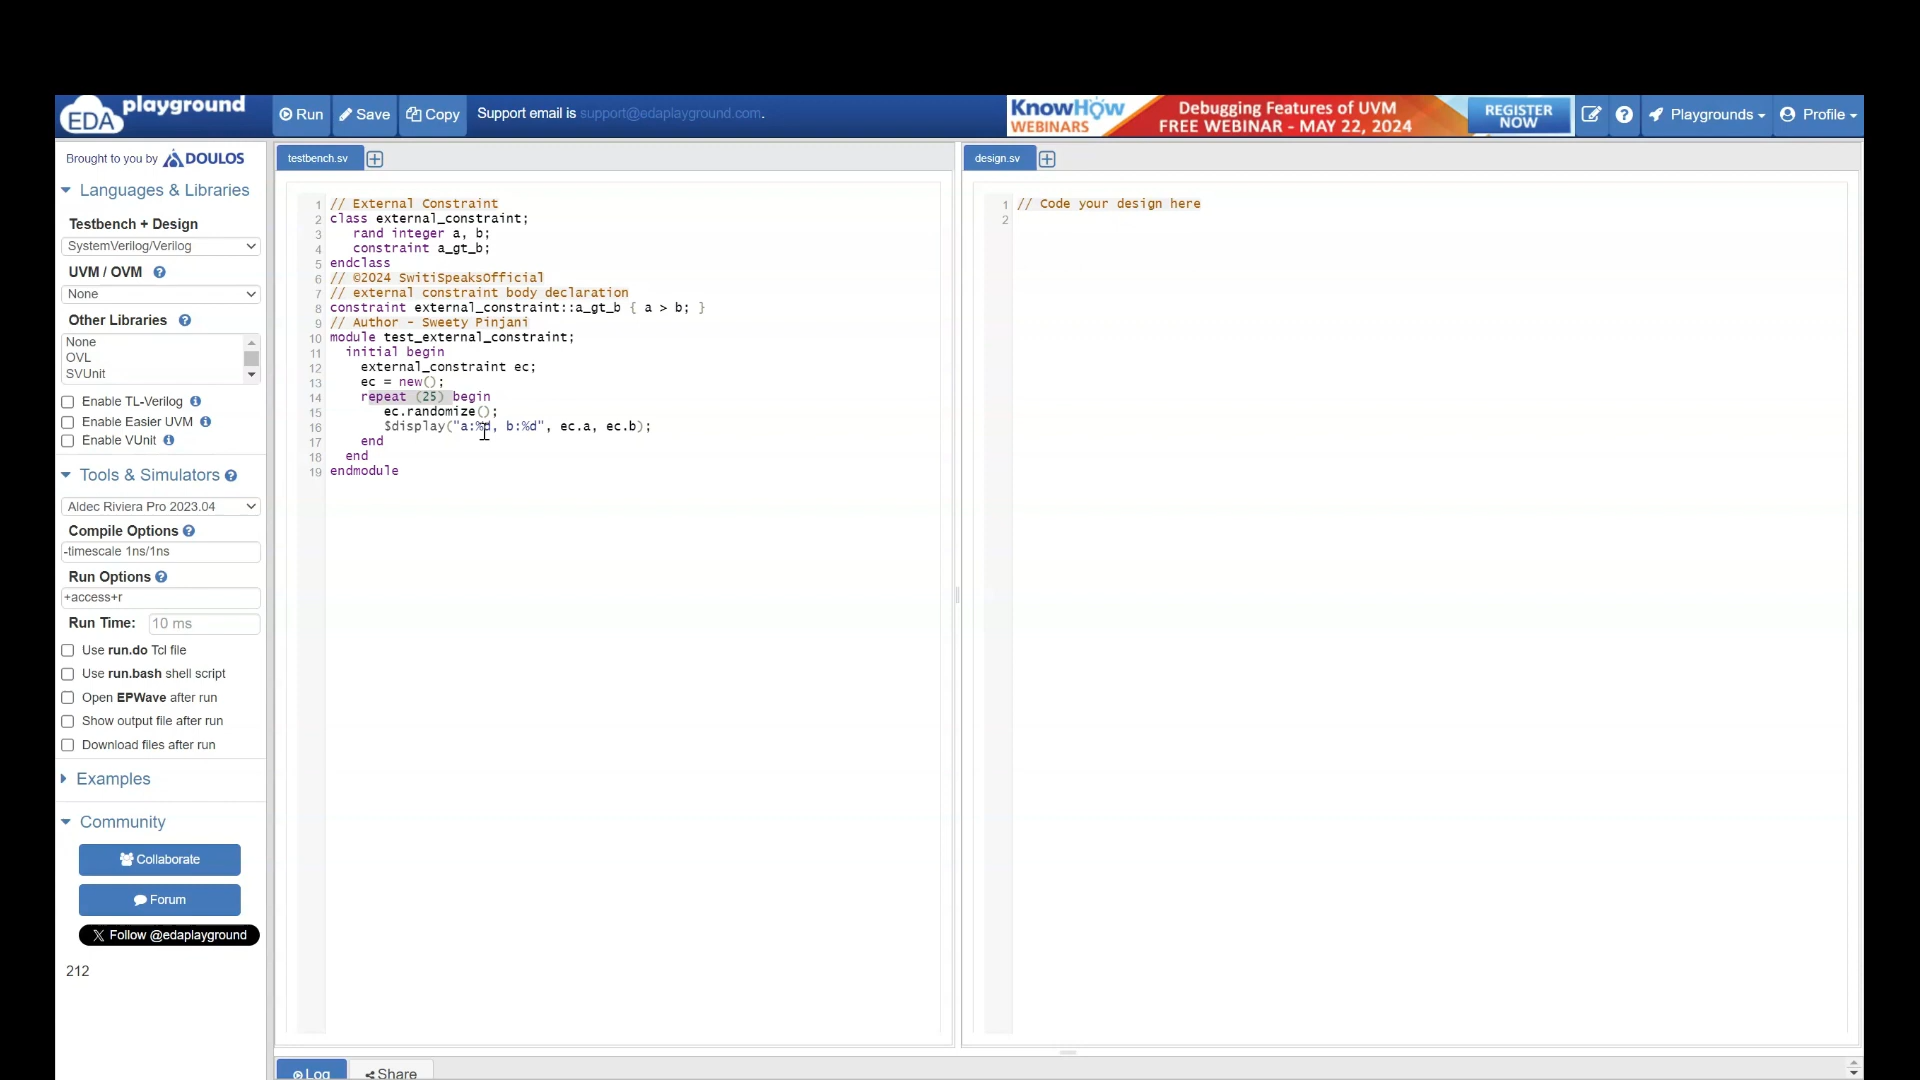 EDA playground
Run
Save
Copy
Support email is support@edaplayground.com.
KnowHow
WEBINARS
Debugging Features of UVM
FREE WEBINAR - MAY 22, 2024
REGISTER
NOW
Playgrounds
Profile
Brought to you by DOULOS
Languages & Libraries
Testbench + Design
SystemVerilog/Verilog
UVM / OVM
None
Other Libraries
None
OVL
SVUnit
Enable TL-Verilog
Enable Easier UVM
Enable VUnit
Tools & Simulators
Aldec Riviera Pro 2023.04
Compile Options
-timescale 1ns/1ns
Run Options
+access+r
Run Time: 10 ms
Use run.do Tcl file
Use run.bash shell script
Open EPWave after run
Show output file after run
Download files after run
Examples
Community
Collaborate
Forum
X Follow @edaplayground
212
testbench.sv
1 // External Constraint
2 class external_constraint;
3 rand integer a, b;
4 constraint a_gt_b;
5 endclass
6 // ©2024 SwitiSpeaksOfficial
7 // external constraint body declaration
8 constraint external_constraint::a_gt_b { a > b; }
9 // Author - Sweety Pinjani
10 module test_external_constraint;
11 initial begin
12 external_constraint ec;
13 ec = new();
14 repeat (25) begin
15 ec.randomize();
16 $display("a:%d, b:%d", ec.a, ec.b);
17 end
18 end
19 endmodule
design.sv
1 // Code your design here
2
Log
Share